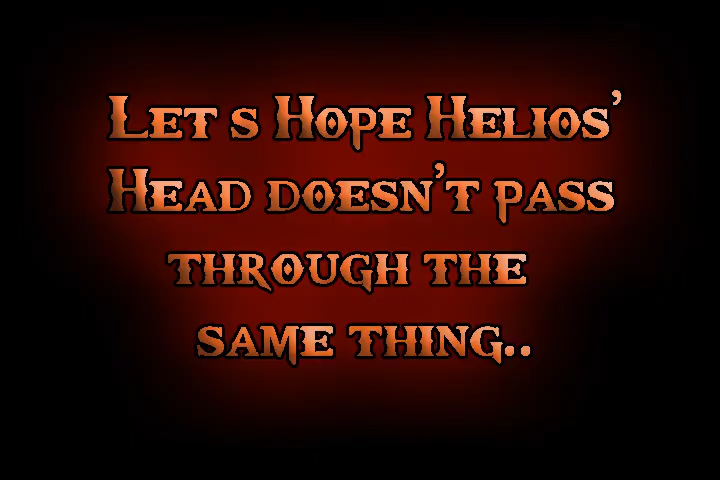 Let s Hope Helios’
Head doesn’t pass
through the
same thing..